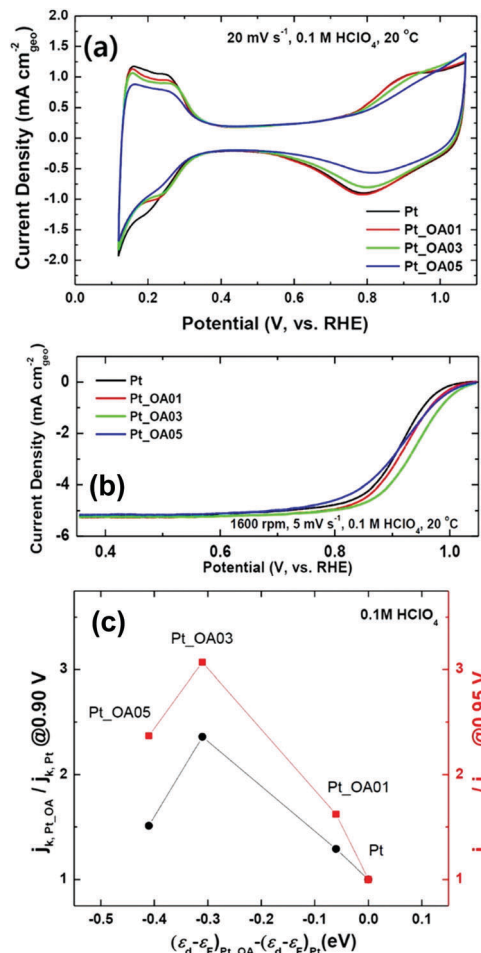 (a)
20 mV s⁻¹, 0.1 M HClO₄, 20 °C
Current Density (mA cm⁻²geo)
1.5
1.0
0.5
0.0
-0.5
-1.0
-1.5
-2.0
Pt
Pt_OA01
Pt_OA03
Pt_OA05
0.0 0.2 0.4 0.6 0.8 1.0
Potential (V, vs. RHE)
Current Density (mA cm⁻²geo)
0
-2
-4
-6
Pt
Pt_OA01
Pt_OA03
Pt_OA05
(b)
1600 rpm, 5 mV s⁻¹, 0.1 M HClO₄, 20 °C
0.4 0.6 0.8 1.0
Potential (V, vs. RHE)
(c)
0.1M HClO₄
jk, Pt_OA / jk, Pt @0.90 V
3
2
1
Pt_OA03
Pt_OA05
Pt_OA01
Pt
3
2
1
@0.95 V
-0.5 -0.4 -0.3 -0.2 -0.1 0.0 0.1
(εd-εF)Pt_OA-(εd-εF)Pt(eV)